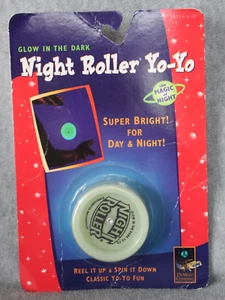 GLOW IN THE DARK
Night Roller Yo-Yo
MAGIC
OF
NIGHT
SUPER BRIGHT!
FOR
DAY & NIGHT!
NIGHT
ROLLER
REEL IT UP & SPIN IT DOWN
CLASSIC YO-YO FUN